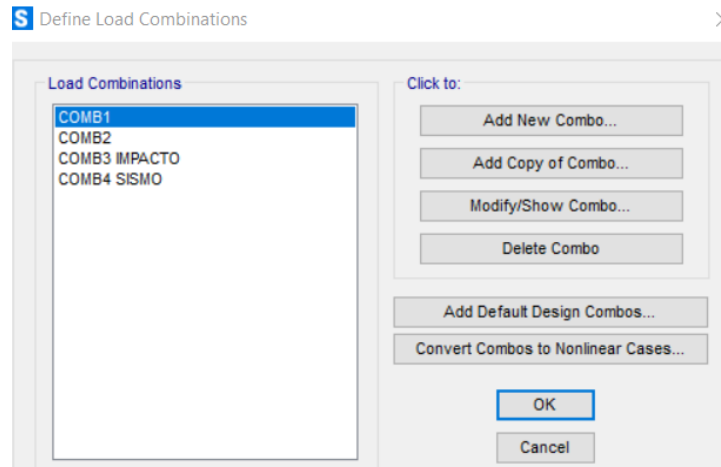 S Define Load Combinations
Load Combinations
COMB1
COMB2
COMB3 IMPACTO
COMB4 SISMO
Click to:
Add New Combo...
Add Copy of Combo...
Modify/Show Combo...
Delete Combo
Add Default Design Combos...
Convert Combos to Nonlinear Cases...
OK
Cancel